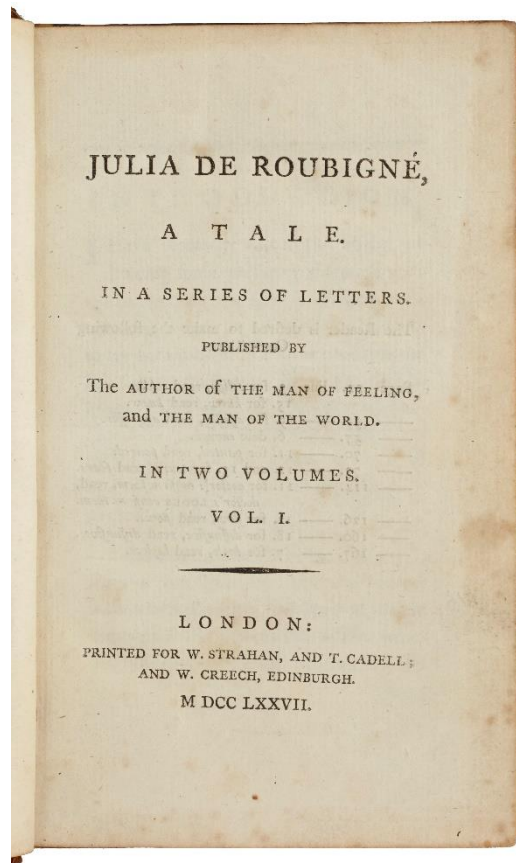 JULIA DE ROUBIGNÉ,
A TALE.
IN A SERIES OF LETTERS.
PUBLISHED BY
The AUTHOR of THE MAN OF FEELING,
and THE MAN OF THE WORLD.
IN TWO VOLUMES.
VOL. I.
LONDON:
PRINTED FOR W. STRAHAN, AND T. CADELL;
AND W. CREECH, EDINBURGH.
M DCC LXXVII.